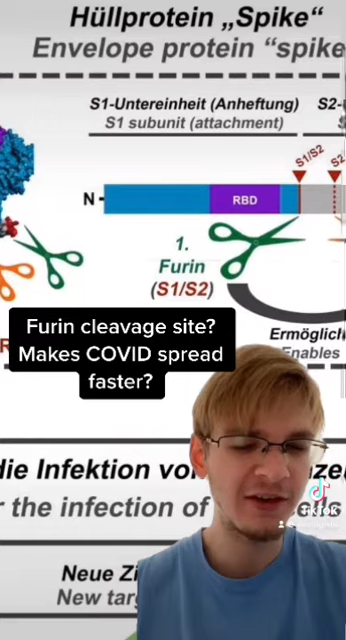 Hüllprotein „Spike“
Envelope protein “spike
S1-Untereinheit (Anheftung) S2-
S1 subunit (attachment)
S1/S2
S2
N-
RBD
1.
Furin
(S1/S2)
Furin cleavage site?
Makes COVID spread
faster?
Ermöglich
Enables
die Infektion vo
the infection of
TikTok
Neue Zi
New tar